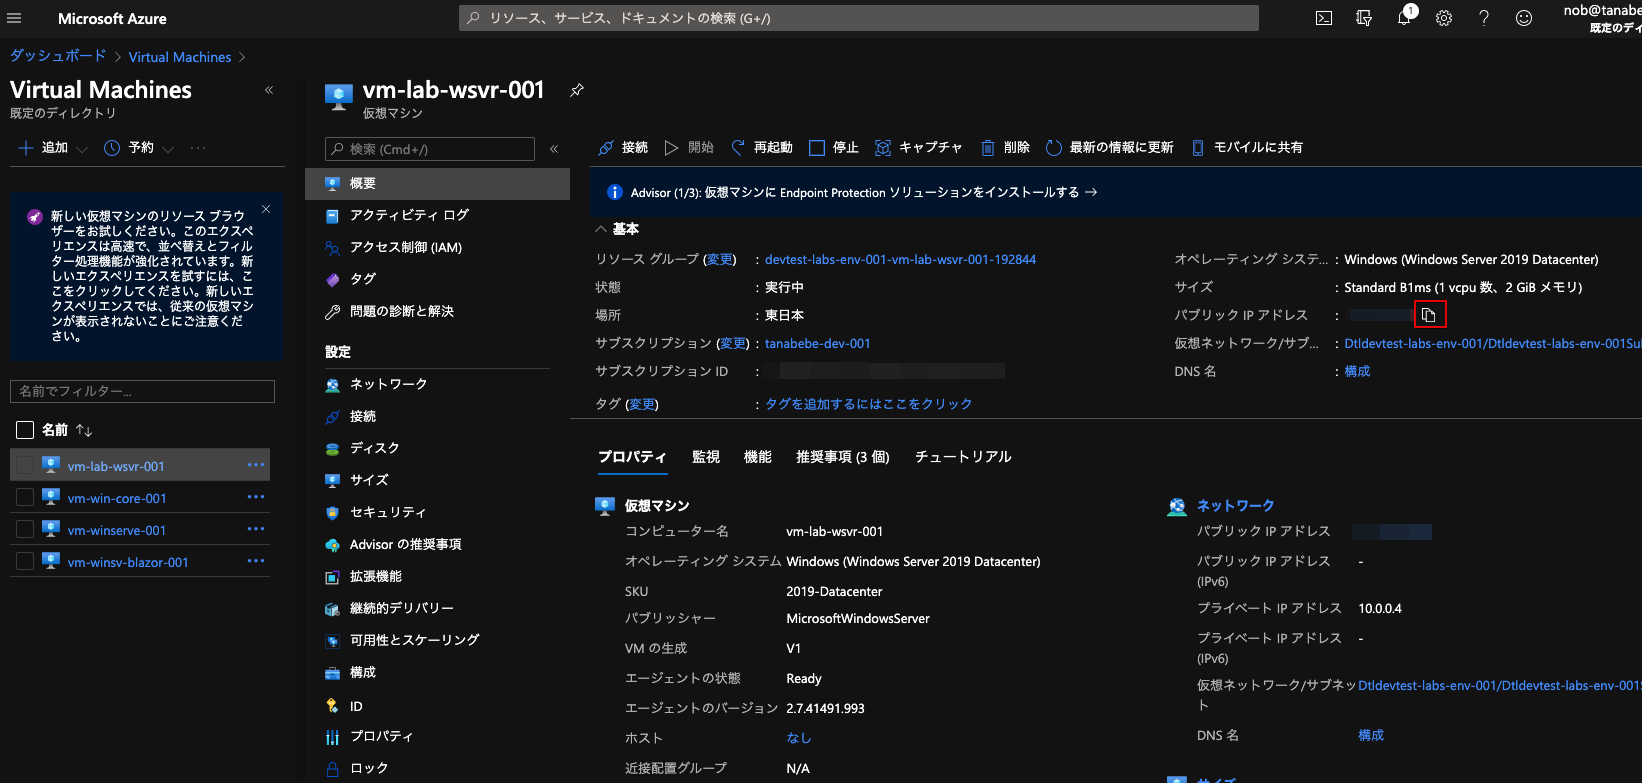 Microsoft Azure
リソース、サービス、ドキュメントの検索 (G+/)
1
nob@tanabe
既定のディ
ダッシュボード > Virtual Machines >
Virtual Machines
«
既定のディレクトリ
追加
予約
...
新しい仮想マシンのリソース ブラウ
ザーをお試しください。このエクスペ
リエンスは高速で、並べ替えとフィル
ター処理機能が強化されています。新
しいエクスペリエンスを試すには、こ
こをクリックしてください。新しいエ
クスペリエンスでは、従来の仮想マシ
ンが表示されないことにご注意くだ
さい。
名前でフィルター...
名前 ↑↓
vm-lab-wsvr-001 ...
vm-win-core-001 ...
vm-winserve-001 ...
vm-winsv-blazor-001 ...
vm-lab-wsvr-001
仮想マシン
検索 (Cmd+/)
«
概要
アクティビティ ログ
アクセス制御 (IAM)
タグ
問題の診断と解決
設定
ネットワーク
接続
ディスク
サイズ
セキュリティ
Advisor の推奨事項
拡張機能
継続的デリバリー
可用性とスケーリング
構成
ID
プロパティ
ロック
接続 開始 再起動 停止 キャプチャ 削除 最新の情報に更新 モバイルに共有
Advisor (1/3): 仮想マシンに Endpoint Protection ソリューションをインストールする →
基本
リソース グループ (変更) : devtest-labs-env-001-vm-lab-wsvr-001-192844
状態 : 実行中
場所 : 東日本
サブスクリプション (変更) : tanabebe-dev-001
サブスクリプション ID :
タグ (変更) : タグを追加するにはここをクリック
オペレーティング システ... : Windows (Windows Server 2019 Datacenter)
サイズ : Standard B1ms (1 vcpu 数、2 GiB メモリ)
パブリック IP アドレス :
仮想ネットワーク/サブ... : Dtldevtest-labs-env-001/Dtldevtest-labs-env-001Sul
DNS 名 : 構成
プロパティ 監視 機能 推奨事項 (3 個) チュートリアル
仮想マシン
コンピューター名 vm-lab-wsvr-001
オペレーティング システム Windows (Windows Server 2019 Datacenter)
SKU 2019-Datacenter
パブリッシャー MicrosoftWindowsServer
VM の生成 V1
エージェントの状態 Ready
エージェントのバージョン 2.7.41491.993
ホスト なし
近接配置グループ N/A
ネットワーク
パブリック IP アドレス
パブリック IP アドレス -
(IPv6)
プライベート IP アドレス 10.0.0.4
プライベート IP アドレス -
(IPv6)
仮想ネットワーク/サブネッ Dtldevtest-labs-env-001/Dtldevtest-labs-env-001S
ト
DNS 名 構成
サイズ